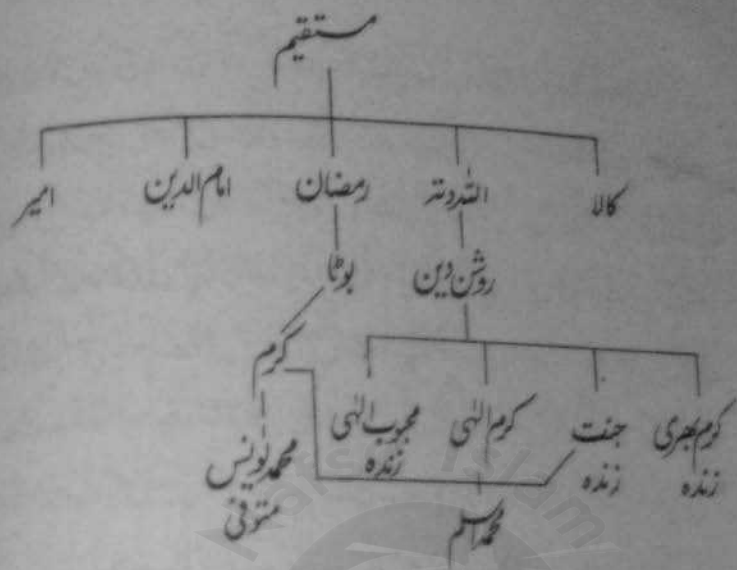 مستقیم
کالا اللہ دتہ رمضان امام الدین امیر
روشن دین بوٹا
کرم
کرم بھری جنت کرم الٰہی محبوب الٰہی
زندہ زندہ زندہ
محمد یونس
متوفی
محمد اسلم